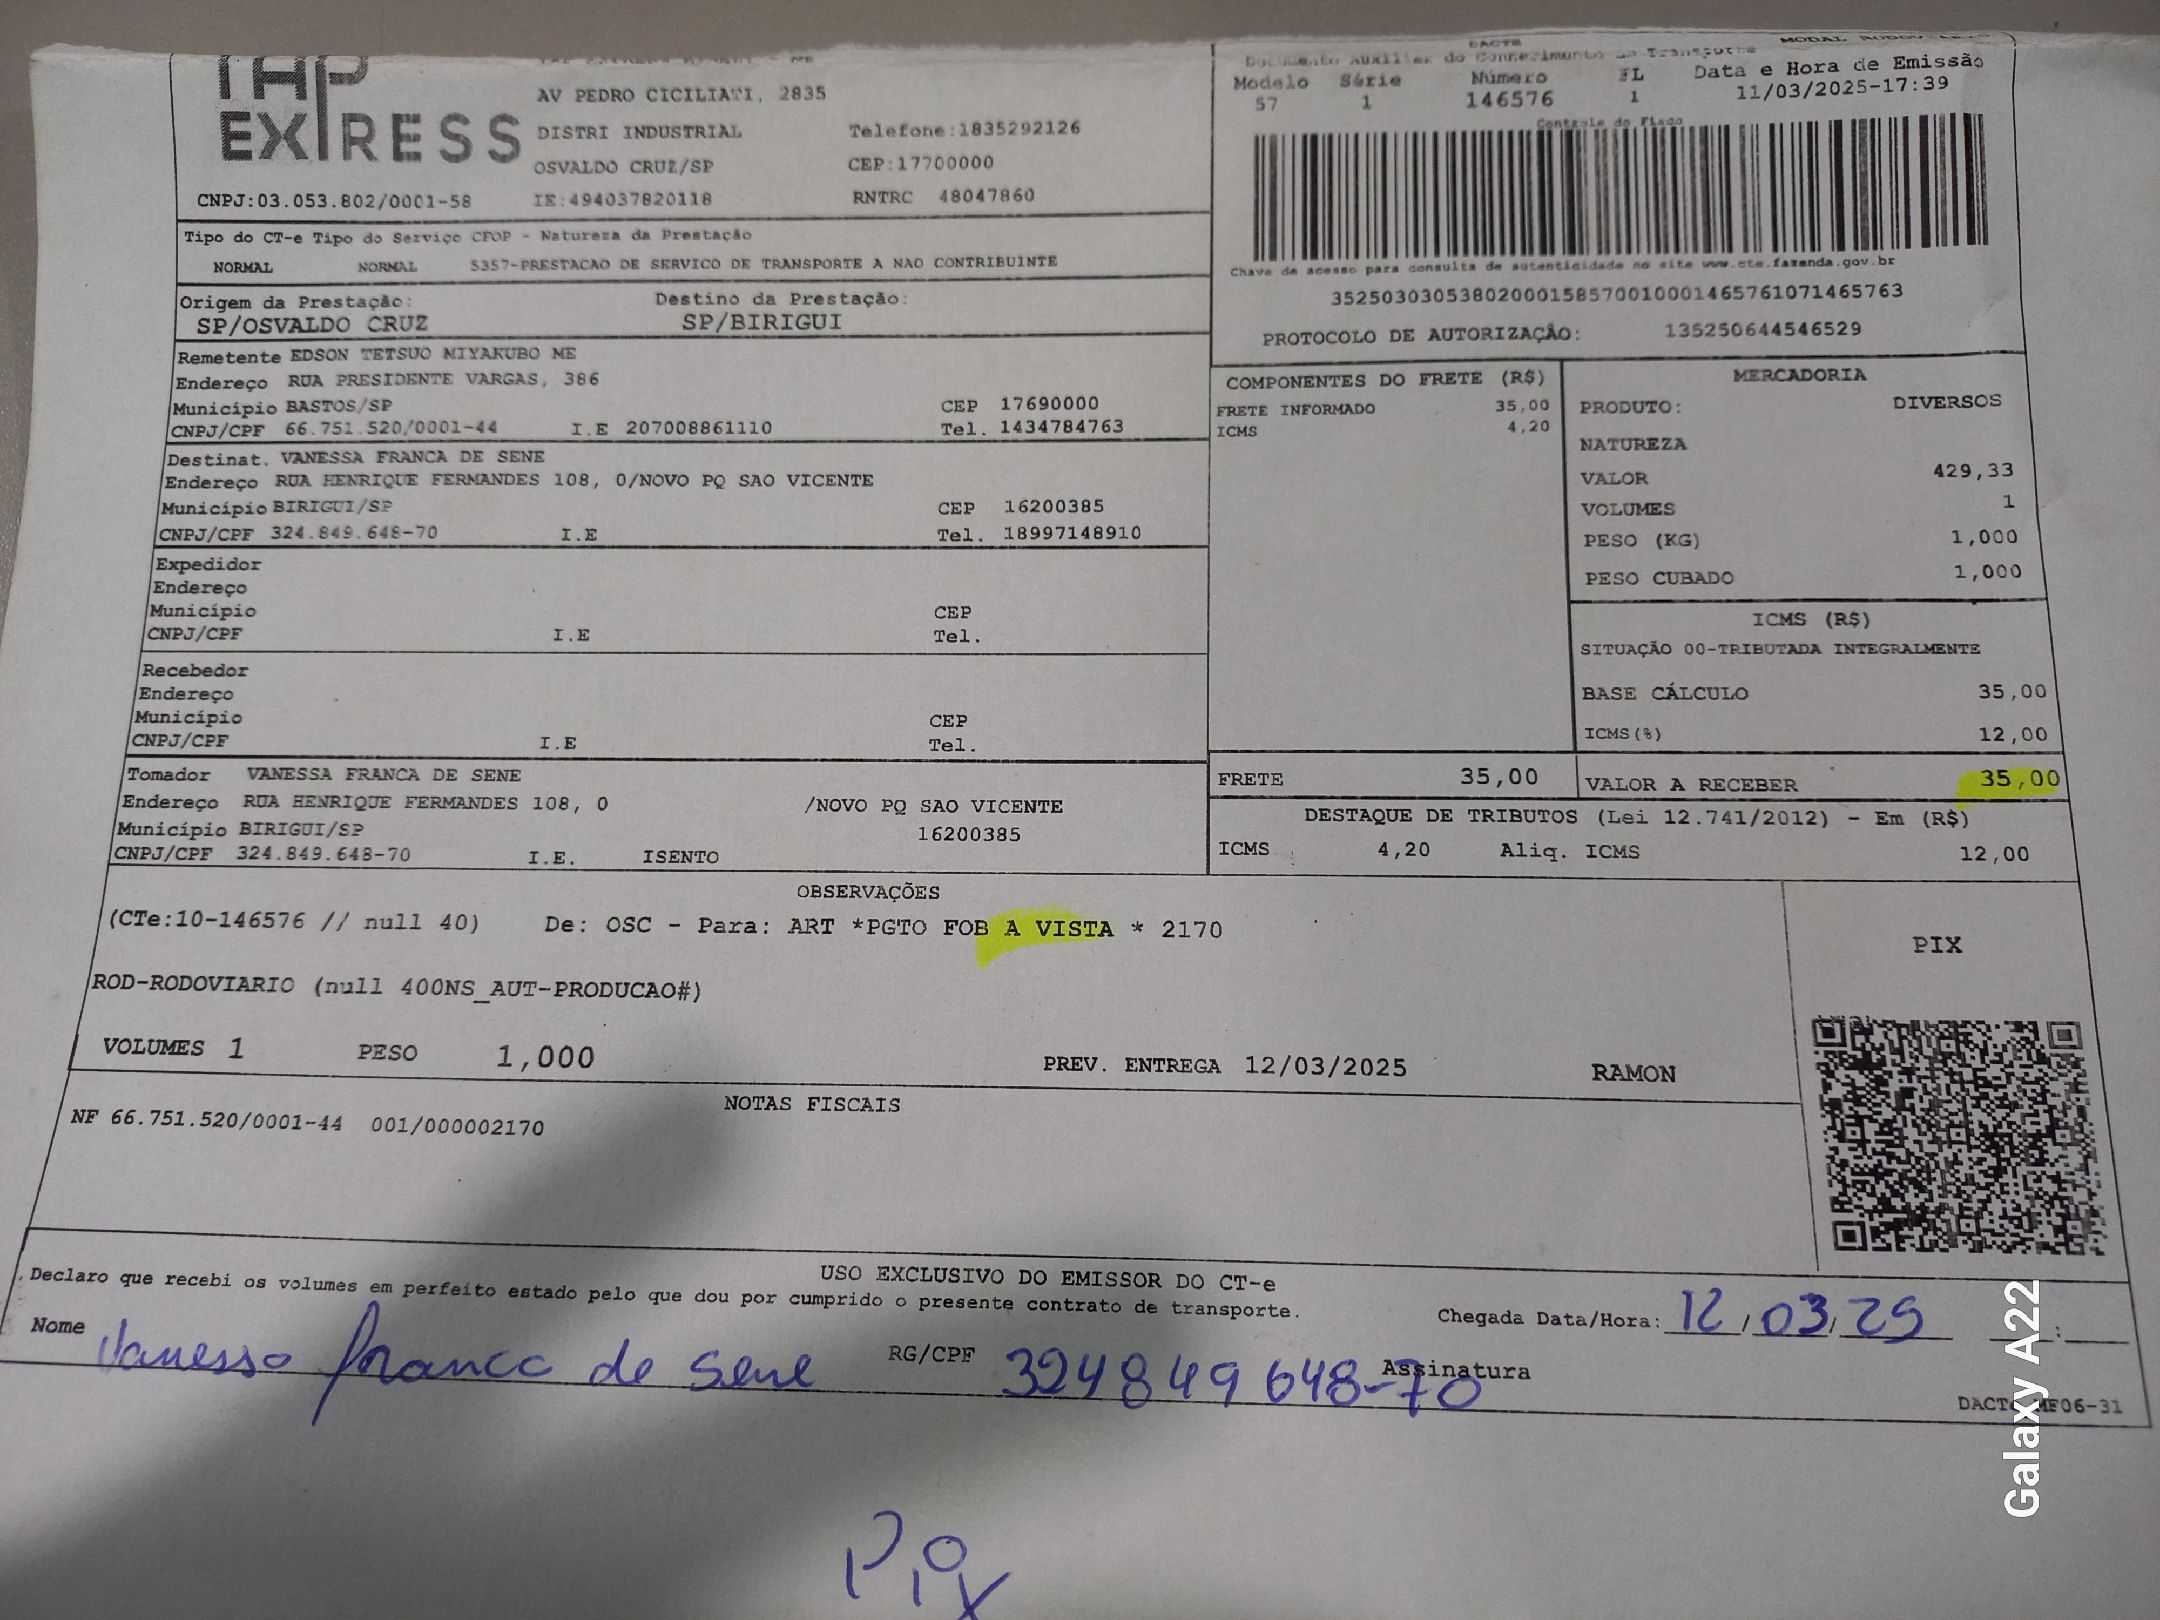 TAP
EXPRESS
AV PEDRO CICILIATI, 2835
DISTRI INDUSTRIAL Telefone:1835292126
OSVALDO CRUZ/SP CEP:17700000
CNPJ:03.053.802/0001-58 IE:494037820118 RNTRC 48047860
DACTE MODAL RODOVIARIO
Documento Auxiliar do Conhecimento de Transporte
Modelo Série Número FL Data e Hora de Emissão
57 1 146576 1 11/03/2025-17:39
Controle do Fisco
Chave de acesso para consulta de autenticidade no site www.cte.fazenda.gov.br
35250303053802000158570010001465761071465763
PROTOCOLO DE AUTORIZAÇÃO: 135250644546529
Tipo do CT-e Tipo do Serviço CFOP - Natureza da Prestação
NORMAL NORMAL 5357-PRESTACAO DE SERVICO DE TRANSPORTE A NAO CONTRIBUINTE
Origem da Prestação: Destino da Prestação:
SP/OSVALDO CRUZ SP/BIRIGUI
Remetente EDSON TETSUO MIYAKUBO ME
Endereço RUA PRESIDENTE VARGAS, 386
Município BASTOS/SP CEP 17690000
CNPJ/CPF 66.751.520/0001-44 I.E 207008861110 Tel. 1434784763
Destinat. VANESSA FRANCA DE SENE
Endereço RUA HENRIQUE FERMANDES 108, 0/NOVO PQ SAO VICENTE
Município BIRIGUI/SP CEP 16200385
CNPJ/CPF 324.849.648-70 I.E Tel. 18997148910
Expedidor
Endereço
Município CEP
CNPJ/CPF I.E Tel.
Recebedor
Endereço
Município CEP
CNPJ/CPF I.E Tel.
Tomador VANESSA FRANCA DE SENE
Endereço RUA HENRIQUE FERMANDES 108, 0 /NOVO PQ SAO VICENTE
Município BIRIGUI/SP 16200385
CNPJ/CPF 324.849.648-70 I.E. ISENTO
COMPONENTES DO FRETE (R$)
FRETE INFORMADO 35,00
ICMS 4,20
MERCADORIA
PRODUTO: DIVERSOS
NATUREZA
VALOR 429,33
VOLUMES 1
PESO (KG) 1,000
PESO CUBADO 1,000
ICMS (R$)
SITUAÇÃO 00-TRIBUTADA INTEGRALMENTE
BASE CÁLCULO 35,00
ICMS(%) 12,00
FRETE 35,00 VALOR A RECEBER 35,00
DESTAQUE DE TRIBUTOS (Lei 12.741/2012) - Em (R$)
ICMS 4,20 Aliq. ICMS 12,00
OBSERVAÇÕES
(CTe:10-146576 // null 40) De: OSC - Para: ART *PGTO FOB A VISTA * 2170
ROD-RODOVIARIO (null 400NS_AUT-PRODUCAO#)
VOLUMES 1 PESO 1,000 PREV. ENTREGA 12/03/2025 RAMON
PIX
NOTAS FISCAIS
NF 66.751.520/0001-44 001/000002170
USO EXCLUSIVO DO EMISSOR DO CT-e
Declaro que recebi os volumes em perfeito estado pelo que dou por cumprido o presente contrato de transporte.
Chegada Data/Hora: 12/03/25 :
Nome Vanessa franca de Sene RG/CPF 324849648-70 Assinatura
DACTE MF06-31
Pix
Galaxy A22